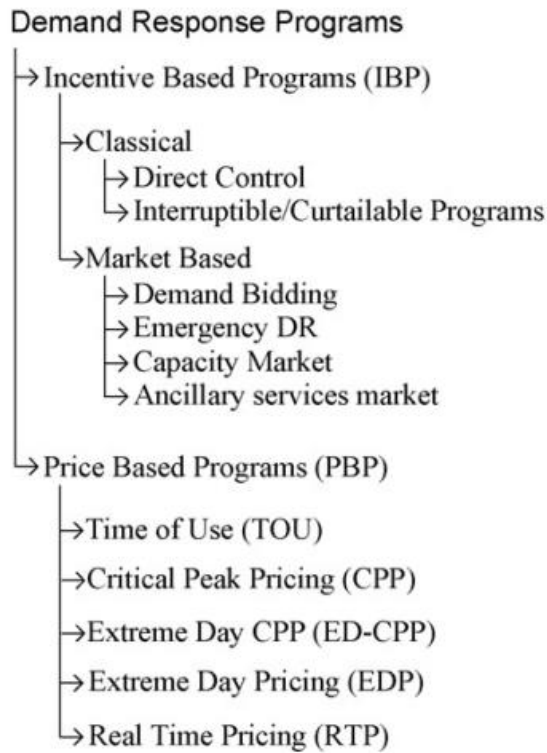 Demand Response Programs
Incentive Based Programs (IBP)
Classical
Direct Control
Interruptible/Curtailable Programs
Market Based
Demand Bidding
Emergency DR
Capacity Market
Ancillary services market
Price Based Programs (PBP)
Time of Use (TOU)
Critical Peak Pricing (CPP)
Extreme Day CPP (ED-CPP)
Extreme Day Pricing (EDP)
Real Time Pricing (RTP)